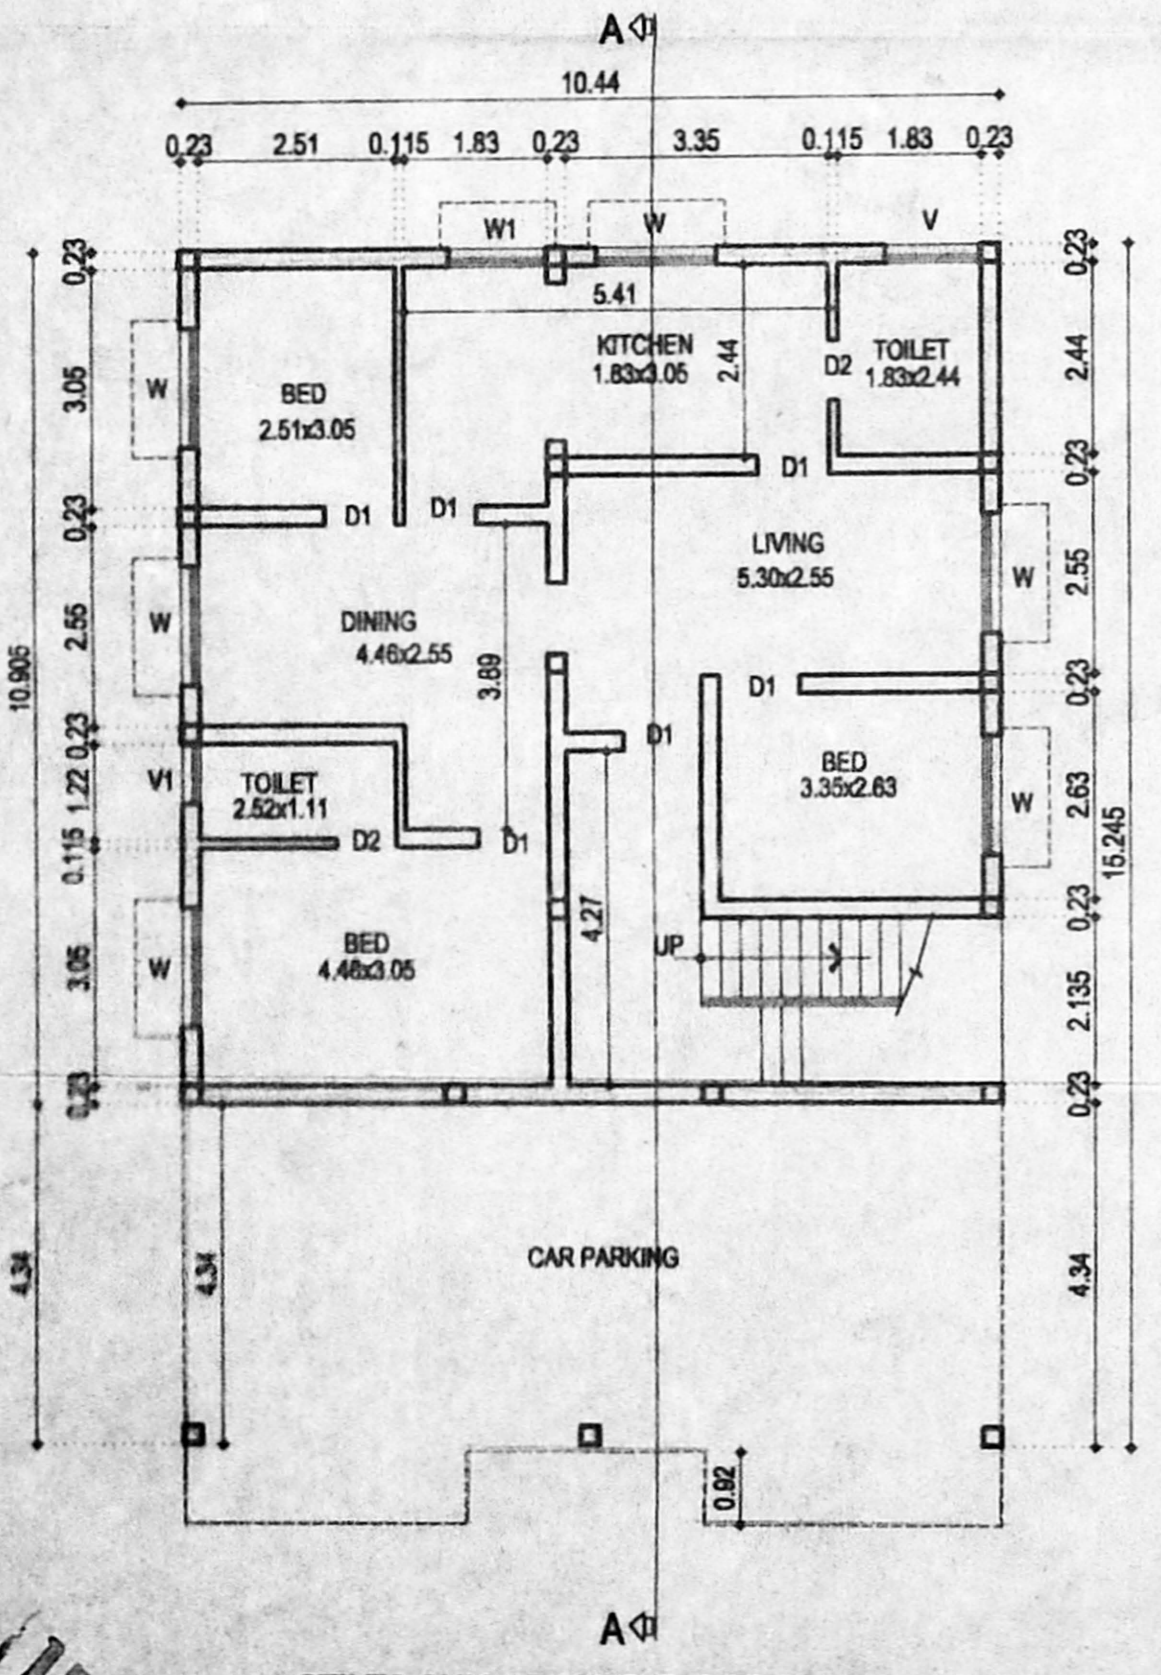 A
10.44
0.23 2.51 0.115 1.83 0.23 3.35 0.115 1.83 0.23
W1 W V
0.23 0.23
5.41
KITCHEN
1.83x3.05
2.44
D2
TOILET
1.83x2.44
2.44
3.05
W
BED
2.51x3.05
0.23
D1
D1
D1
0.23
LIVING
5.30x2.55
W
2.55
10.905
2.55
W
DINING
4.46x2.55
3.89
D1
0.23
0.23
D1
V1
TOILET
2.52x1.11
1.22
BED
3.35x2.63
W
2.63
15.245
0.115
D2
D1
0.23
4.27
UP
3.05
W
BED
4.46x3.05
2.135
0.23
0.23
4.34
4.34
CAR PARKING
4.34
0.92
A